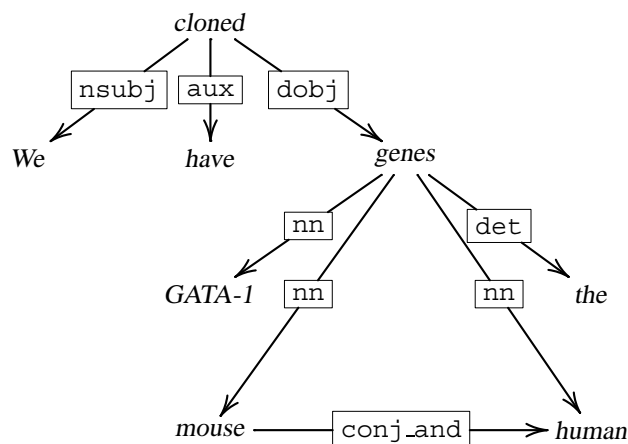 cloned
nsubj aux dobj
We have genes
nn det
GATA-1 nn nn the
mouse conj_and human